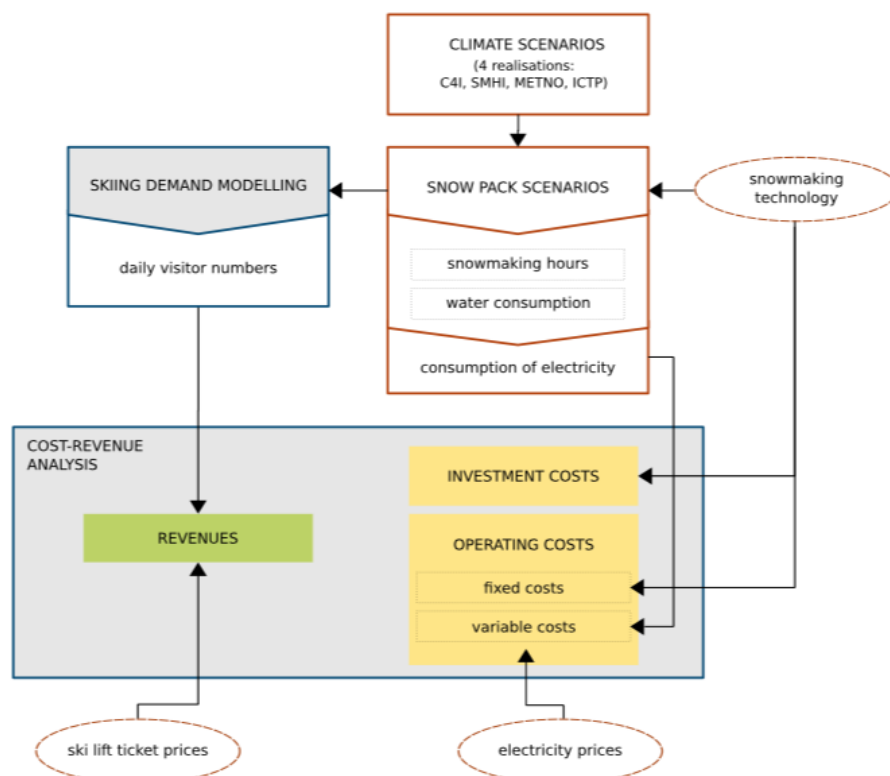 CLIMATE SCENARIOS
(4 realisations:
C4I, SMHI, METNO, ICTP)
SKIING DEMAND MODELLING
daily visitor numbers
SNOW PACK SCENARIOS
snowmaking hours
water consumption
consumption of electricity
snowmaking
technology
COST-REVENUE
ANALYSIS
REVENUES
INVESTMENT COSTS
OPERATING COSTS
fixed costs
variable costs
ski lift ticket prices
electricity prices